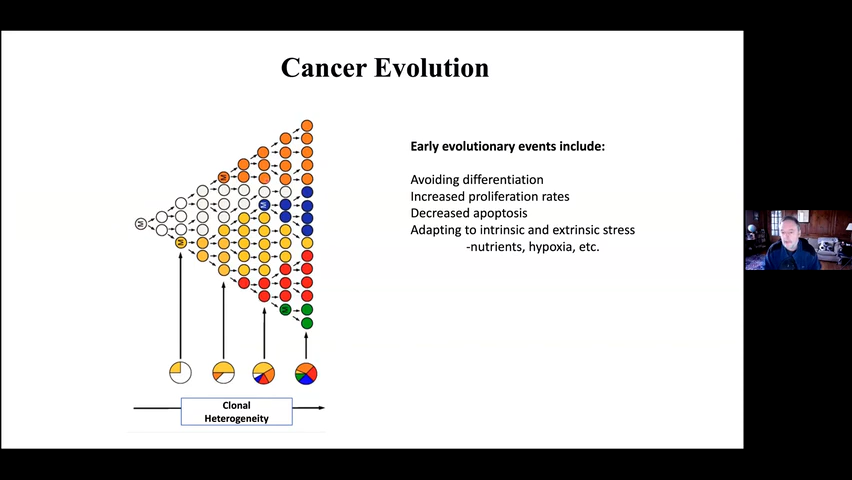 Cancer Evolution
Early evolutionary events include:
Avoiding differentiation
Increased proliferation rates
Decreased apoptosis
Adapting to intrinsic and extrinsic stress
-nutrients, hypoxia, etc.
M
M
M
M
M
Clonal
Heterogeneity